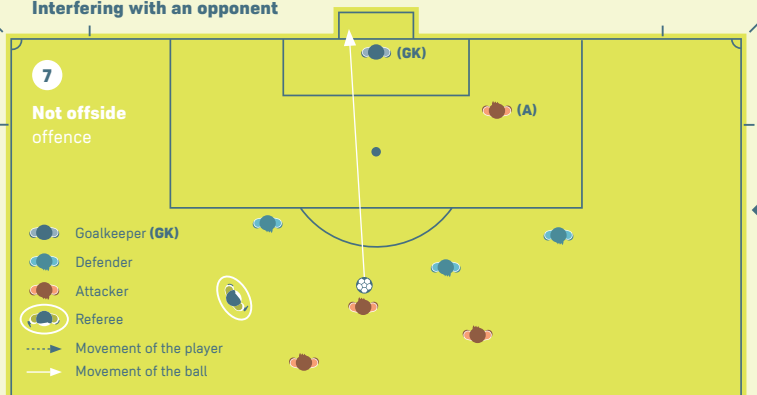 Interfering with an opponent
(GK)
7
(A)
Not offside
offence
Goalkeeper (GK)
Defender
Attacker
Referee
Movement of the player
Movement of the ball